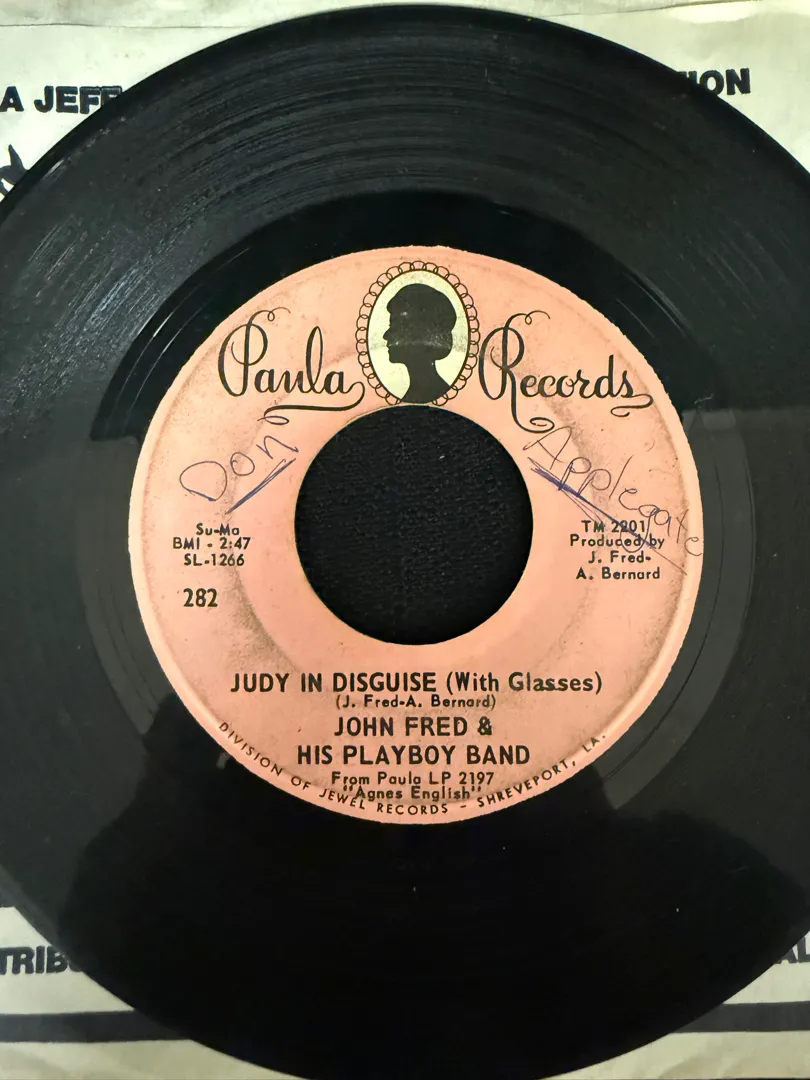 A JEFF
ION
Paula Records
Don Applegate
Su-Ma
BMI - 2:47
SL-1266
282
TM 2201
Produced by
J. Fred-
A. Bernard
JUDY IN DISGUISE (With Glasses)
(J. Fred-A. Bernard)
JOHN FRED &
HIS PLAYBOY BAND
From Paula LP 2197
"Agnes English"
DIVISION OF JEWEL RECORDS - SHREVEPORT, LA.
TRIBU